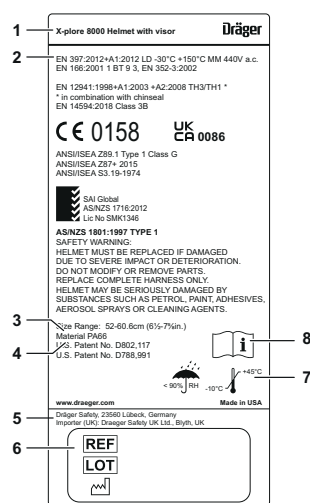 1 X-plore 8000 Helmet with visor Dräger
2 EN 397:2012+A1:2012 LD -30°C +150°C MM 440V a.c.
EN 166:2001 1 BT 9 3, EN 352-3:2002
EN 12941:1998+A1:2003 +A2:2008 TH3/TH1 *
* in combination with chinseal
EN 14594:2018 Class 3B
CE 0158 UK CA 0086
ANSI/ISEA Z89.1 Type 1 Class G
ANSI/ISEA Z87+ 2015
ANSI/ISEA S3.19-1974
SAI Global
AS/NZS 1716:2012
Lic No SMK1346
AS/NZS 1801:1997 TYPE 1
SAFETY WARNING:
HELMET MUST BE REPLACED IF DAMAGED
DUE TO SEVERE IMPACT OR DETERIORATION.
DO NOT MODIFY OR REMOVE PARTS.
REPLACE COMPLETE HARNESS ONLY.
HELMET MAY BE SERIOUSLY DAMAGED BY
SUBSTANCES SUCH AS PETROL, PAINT, ADHESIVES,
AEROSOL SPRAYS OR CLEANING AGENTS.
3 Size Range: 52-60.6cm (6½-7⅝in.)
Material PA66
4 U.S. Patent No. D802,117
U.S. Patent No. D788,991
i 8
< 90% RH -10°C +45°C 7
www.draeger.com Made in USA
5 Dräger Safety, 23560 Lübeck, Germany
Importer (UK): Draeger Safety UK Ltd., Blyth, UK
6 REF
LOT